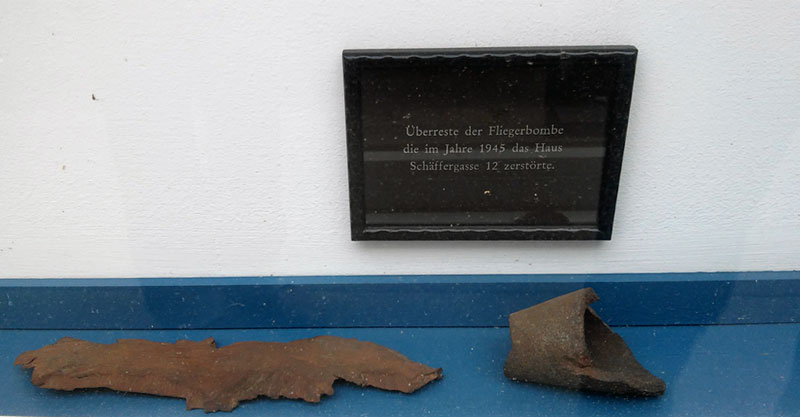 Überreste der Fliegerbombe
die im Jahre 1945 das Haus
Schäffergasse 12 zerstörte.